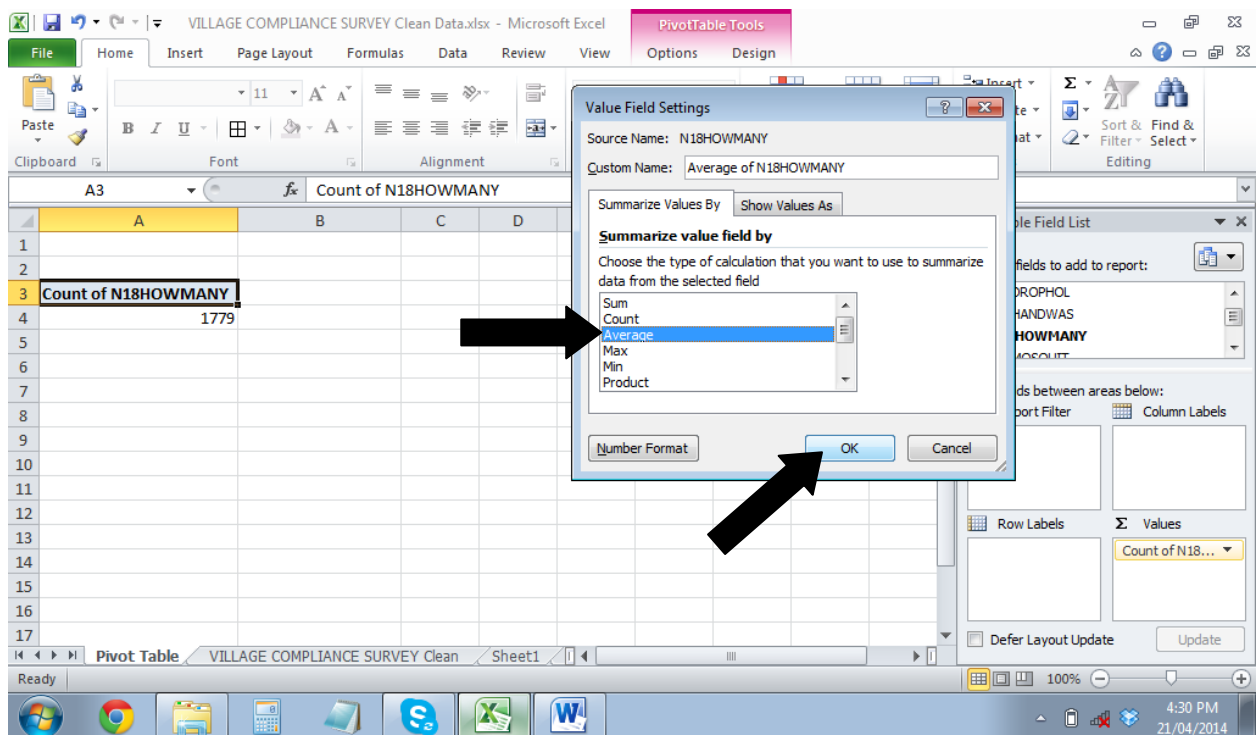 VILLAGE COMPLIANCE SURVEY Clean Data.xlsx - Microsoft Excel
PivotTable Tools
File Home Insert Page Layout Formulas Data Review View Options Design
Paste
Clipboard
11
B I U
Font
Alignment
Insert
Sort & Filter
Find & Select
Editing
A3
fx Count of N18HOWMANY
A B C D
1
2
3 Count of N18HOWMANY
4 1779
5
6
7
8
9
10
11
12
13
14
15
16
17
Value Field Settings
Source Name: N18HOWMANY
Custom Name: Average of N18HOWMANY
Summarize Values By Show Values As
Summarize value field by
Choose the type of calculation that you want to use to summarize
data from the selected field
Sum
Count
Average
Max
Min
Product
Number Format OK Cancel
ble Field List
fields to add to report:
DROPHOL
HANDWAS
HOWMANY
MOSQUIT
ds between areas below:
port Filter Column Labels
Row Labels Σ Values
Count of N18...
Defer Layout Update Update
Pivot Table VILLAGE COMPLIANCE SURVEY Clean Sheet1
Ready 100%
4:30 PM
21/04/2014